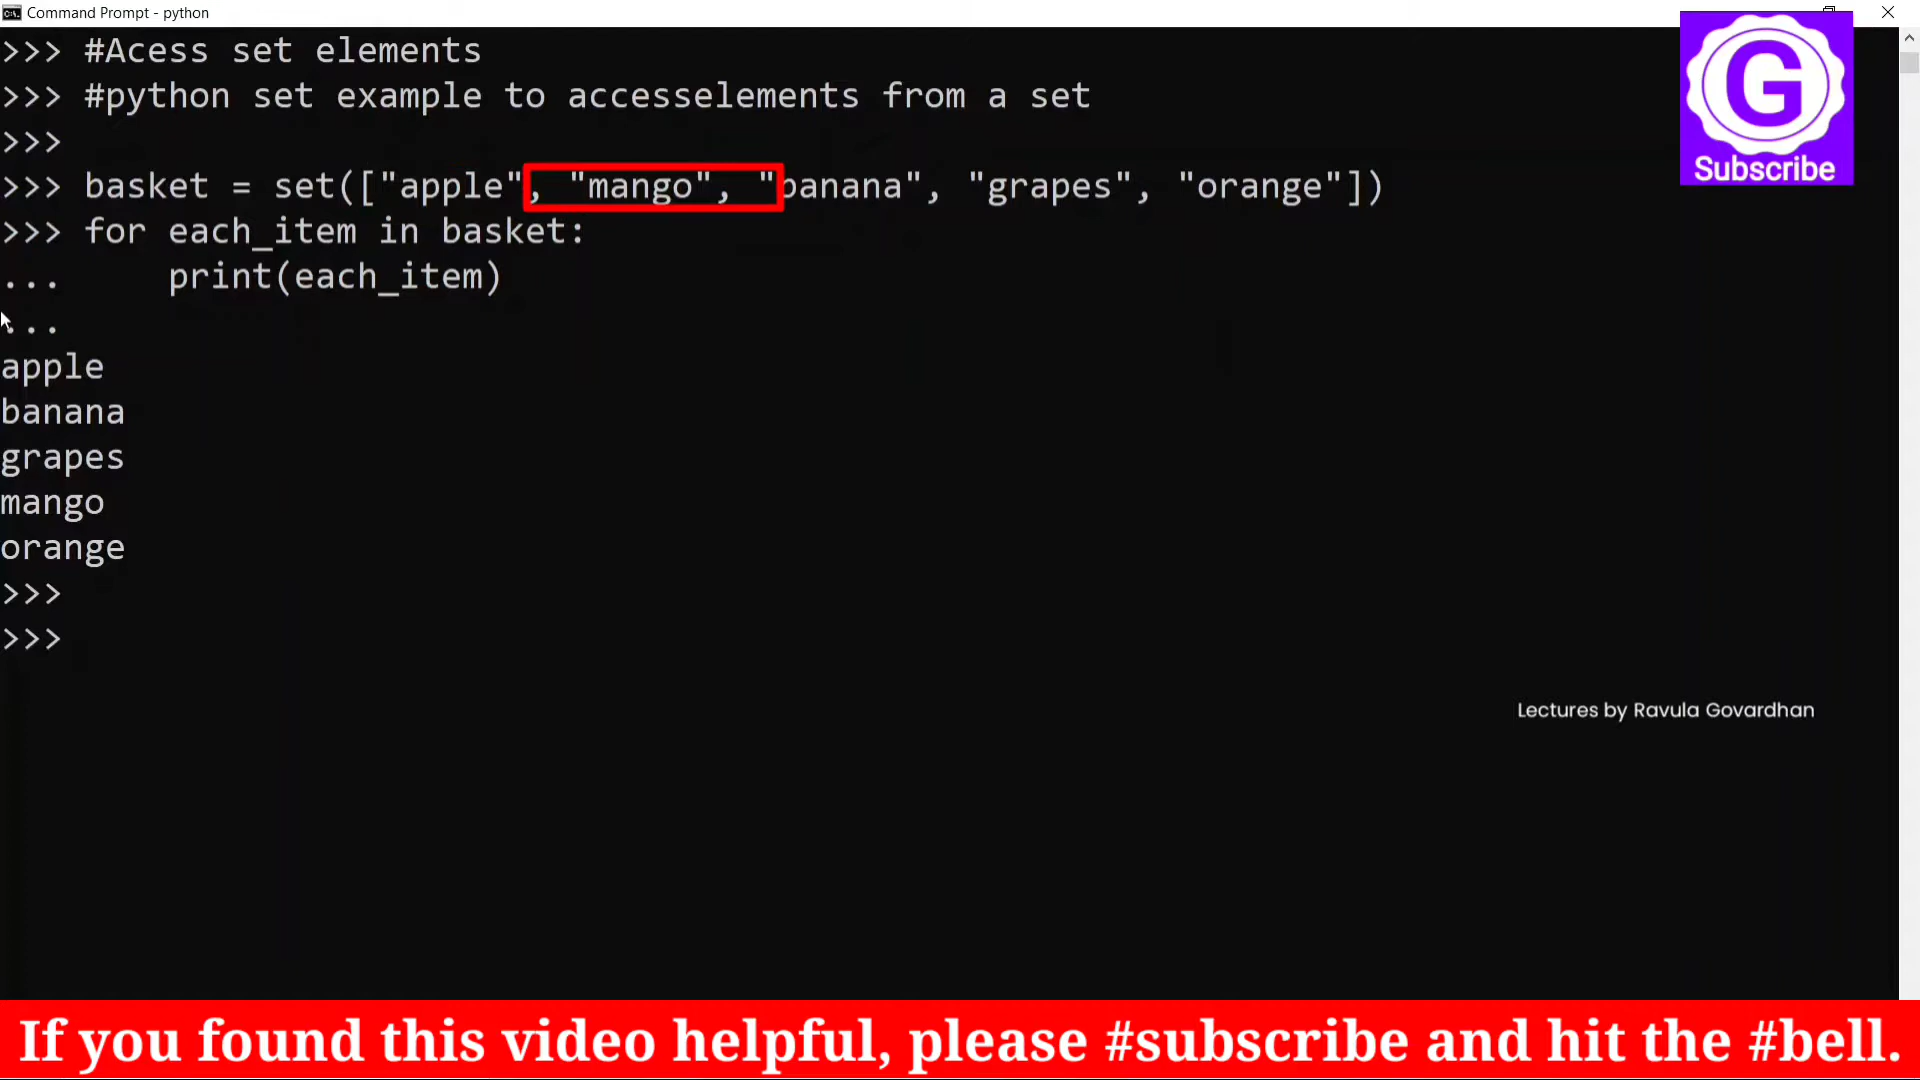 Command Prompt - python
>>> #Acess set elements
>>> #python set example to accesselements from a set
>>>
>>> basket = set(["apple", "mango", "banana", "grapes", "orange"])
>>> for each_item in basket:
...     print(each_item)
...
apple
banana
grapes
mango
orange
>>>
>>>
G
Subscribe
Lectures by Ravula Govardhan
If you found this video helpful, please #subscribe and hit the #bell.